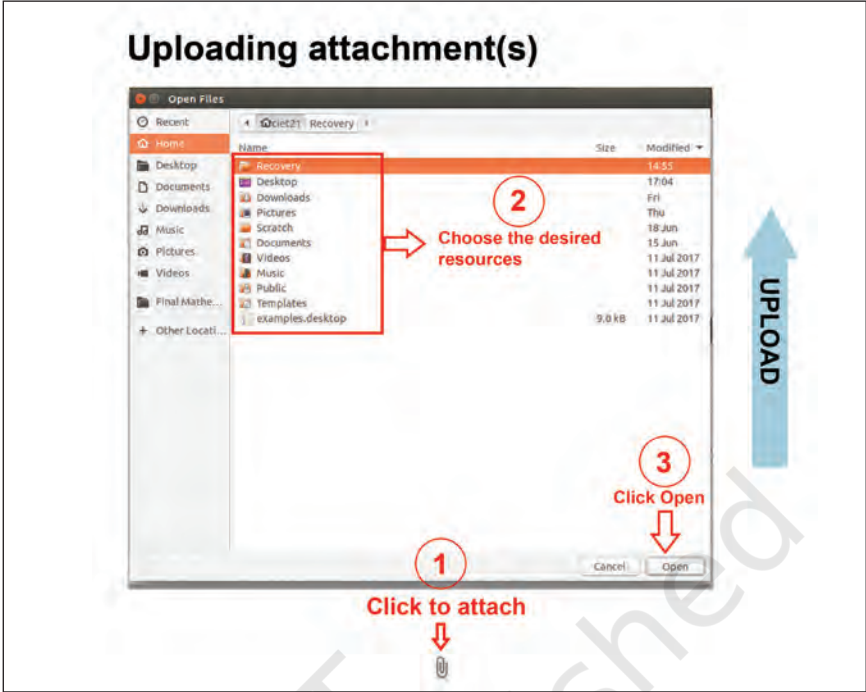 Uploading attachment(s)
Open Files
Recent
Home
Desktop
Documents
Downloads
Music
Pictures
Videos
Final Mathe...
+ Other Locati...
ciet21 Recovery
Name Size Modified
Recovery 14:55
Desktop 17:04
Downloads Fri
Pictures Thu
Scratch 18 Jun
Documents 15 Jun
Videos 11 Jul 2017
Music 11 Jul 2017
Public 11 Jul 2017
Templates 11 Jul 2017
examples.desktop 9.0 kB 11 Jul 2017
2
Choose the desired
resources
UPLOAD
3
Click Open
Cancel Open
1
Click to attach